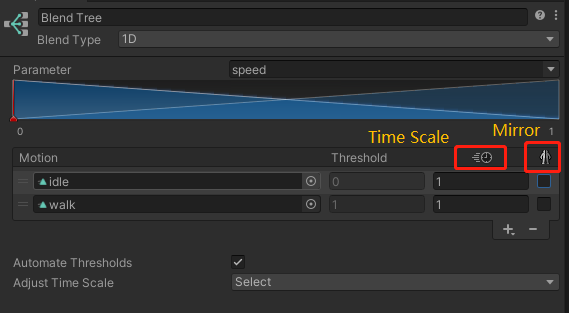 Blend Tree
Blend Type 1D
Parameter speed
0 1
Time Scale Mirror
Motion Threshold
idle 0 1
walk 1 1
Automate Thresholds
Adjust Time Scale Select